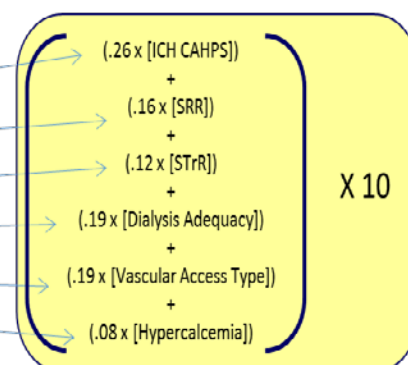 (.26 x [ICH CAHPS])
+
(.16 x [SRR])
+
(.12 x [STrR])
+
(.19 x [Dialysis Adequacy])
+
(.19 x [Vascular Access Type])
+
(.08 x [Hypercalcemia])
X 10